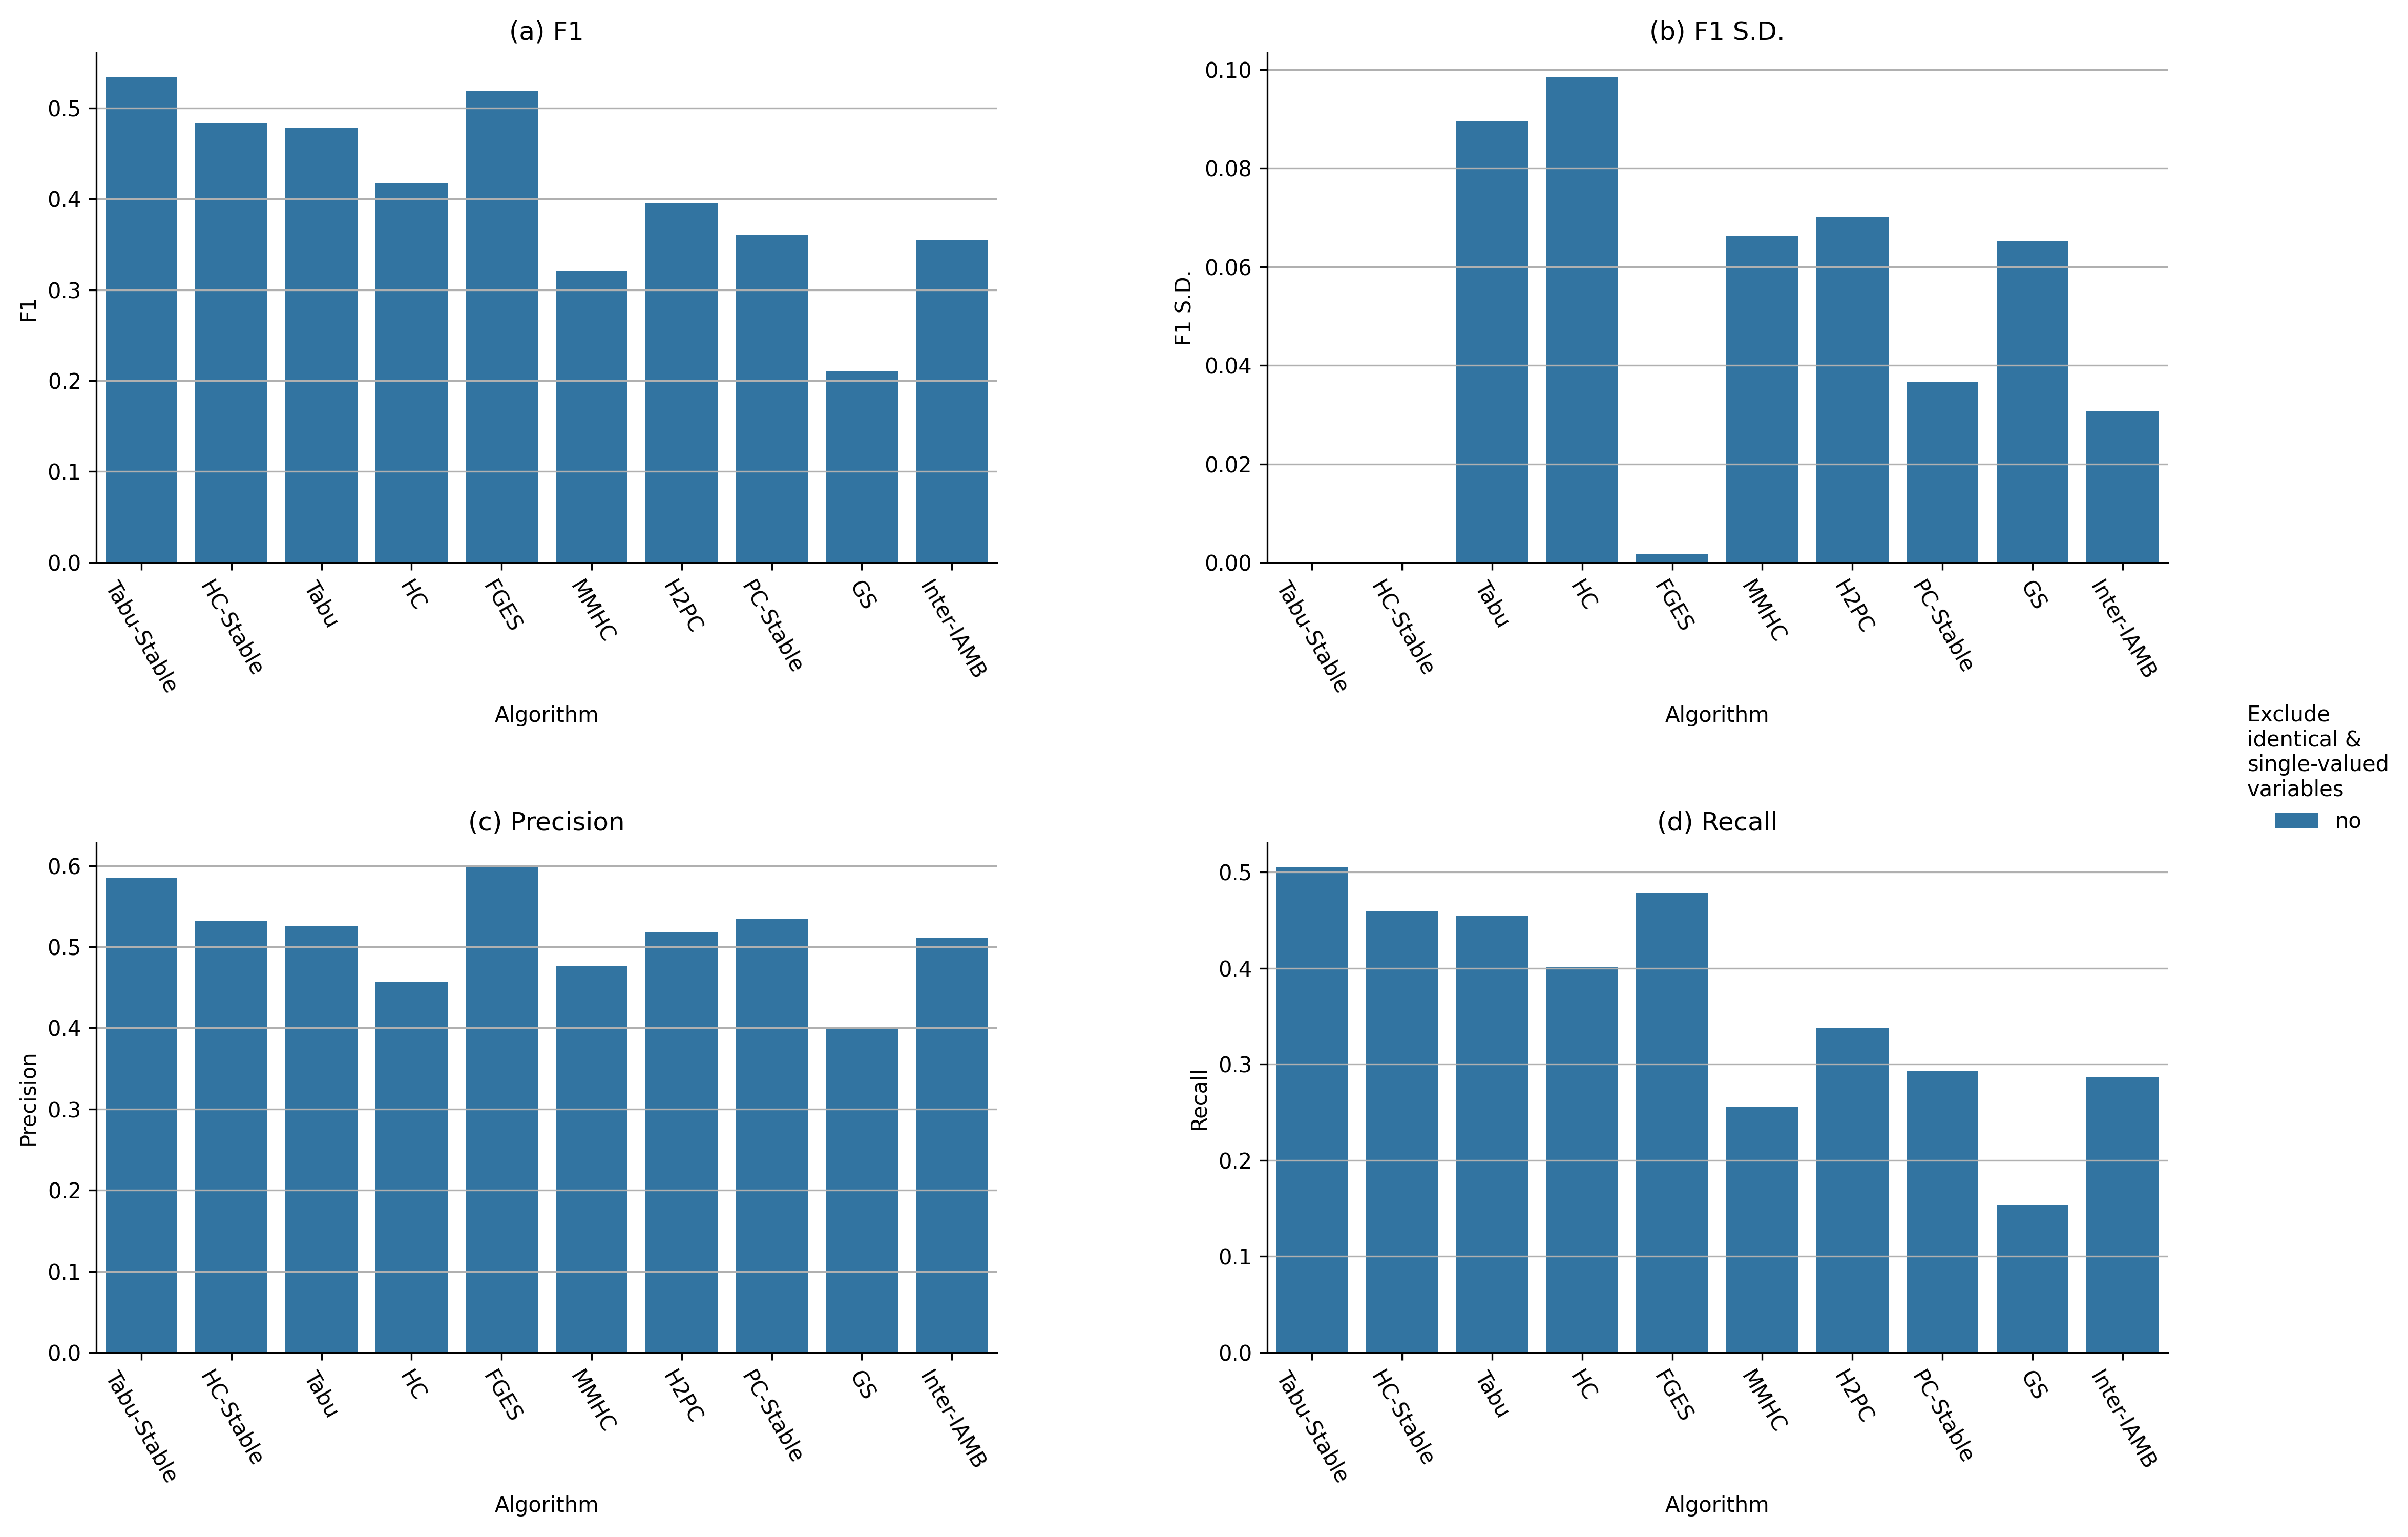 (a) F1
F1
0.5
0.4
0.3
0.2
0.1
0.0
Tabu-Stable
HC-Stable
Tabu
HC
FGES
MMHC
H2PC
PC-Stable
GS
Inter-IAMB
Algorithm
(b) F1 S.D.
F1 S.D.
0.10
0.08
0.06
0.04
0.02
0.00
Tabu-Stable
HC-Stable
Tabu
HC
FGES
MMHC
H2PC
PC-Stable
GS
Inter-IAMB
Algorithm
Exclude
identical &
single-valued
variables
no
(c) Precision
Precision
0.6
0.5
0.4
0.3
0.2
0.1
0.0
Tabu-Stable
HC-Stable
Tabu
HC
FGES
MMHC
H2PC
PC-Stable
GS
Inter-IAMB
Algorithm
(d) Recall
Recall
0.5
0.4
0.3
0.2
0.1
0.0
Tabu-Stable
HC-Stable
Tabu
HC
FGES
MMHC
H2PC
PC-Stable
GS
Inter-IAMB
Algorithm